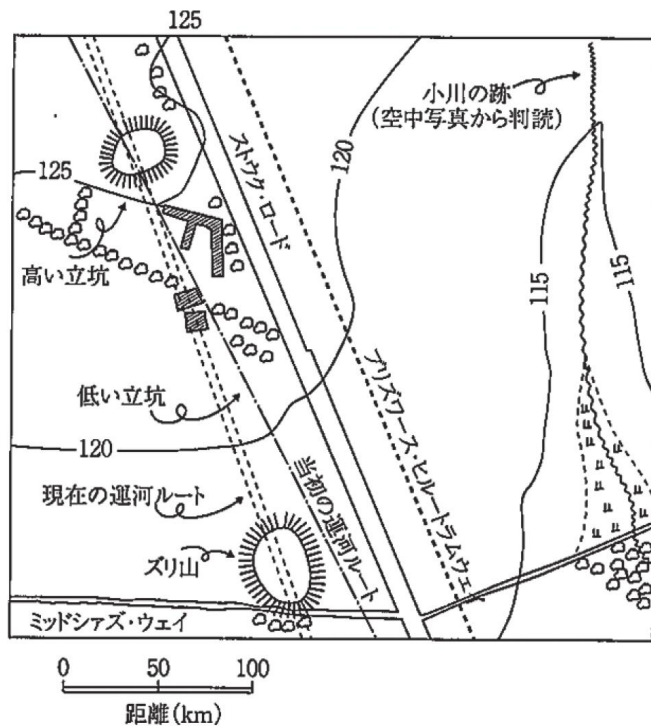 125
小川の跡
(空中写真から判読)
ストウク・ロード
120
125
高い立坑
115
115
低い立坑
ブリズワース・ヒルートラムウェイ
120
当初の運河ルート
現在の運河ルート
ズリ山
ミッドシャズ・ウェイ
0 50 100
距離(km)